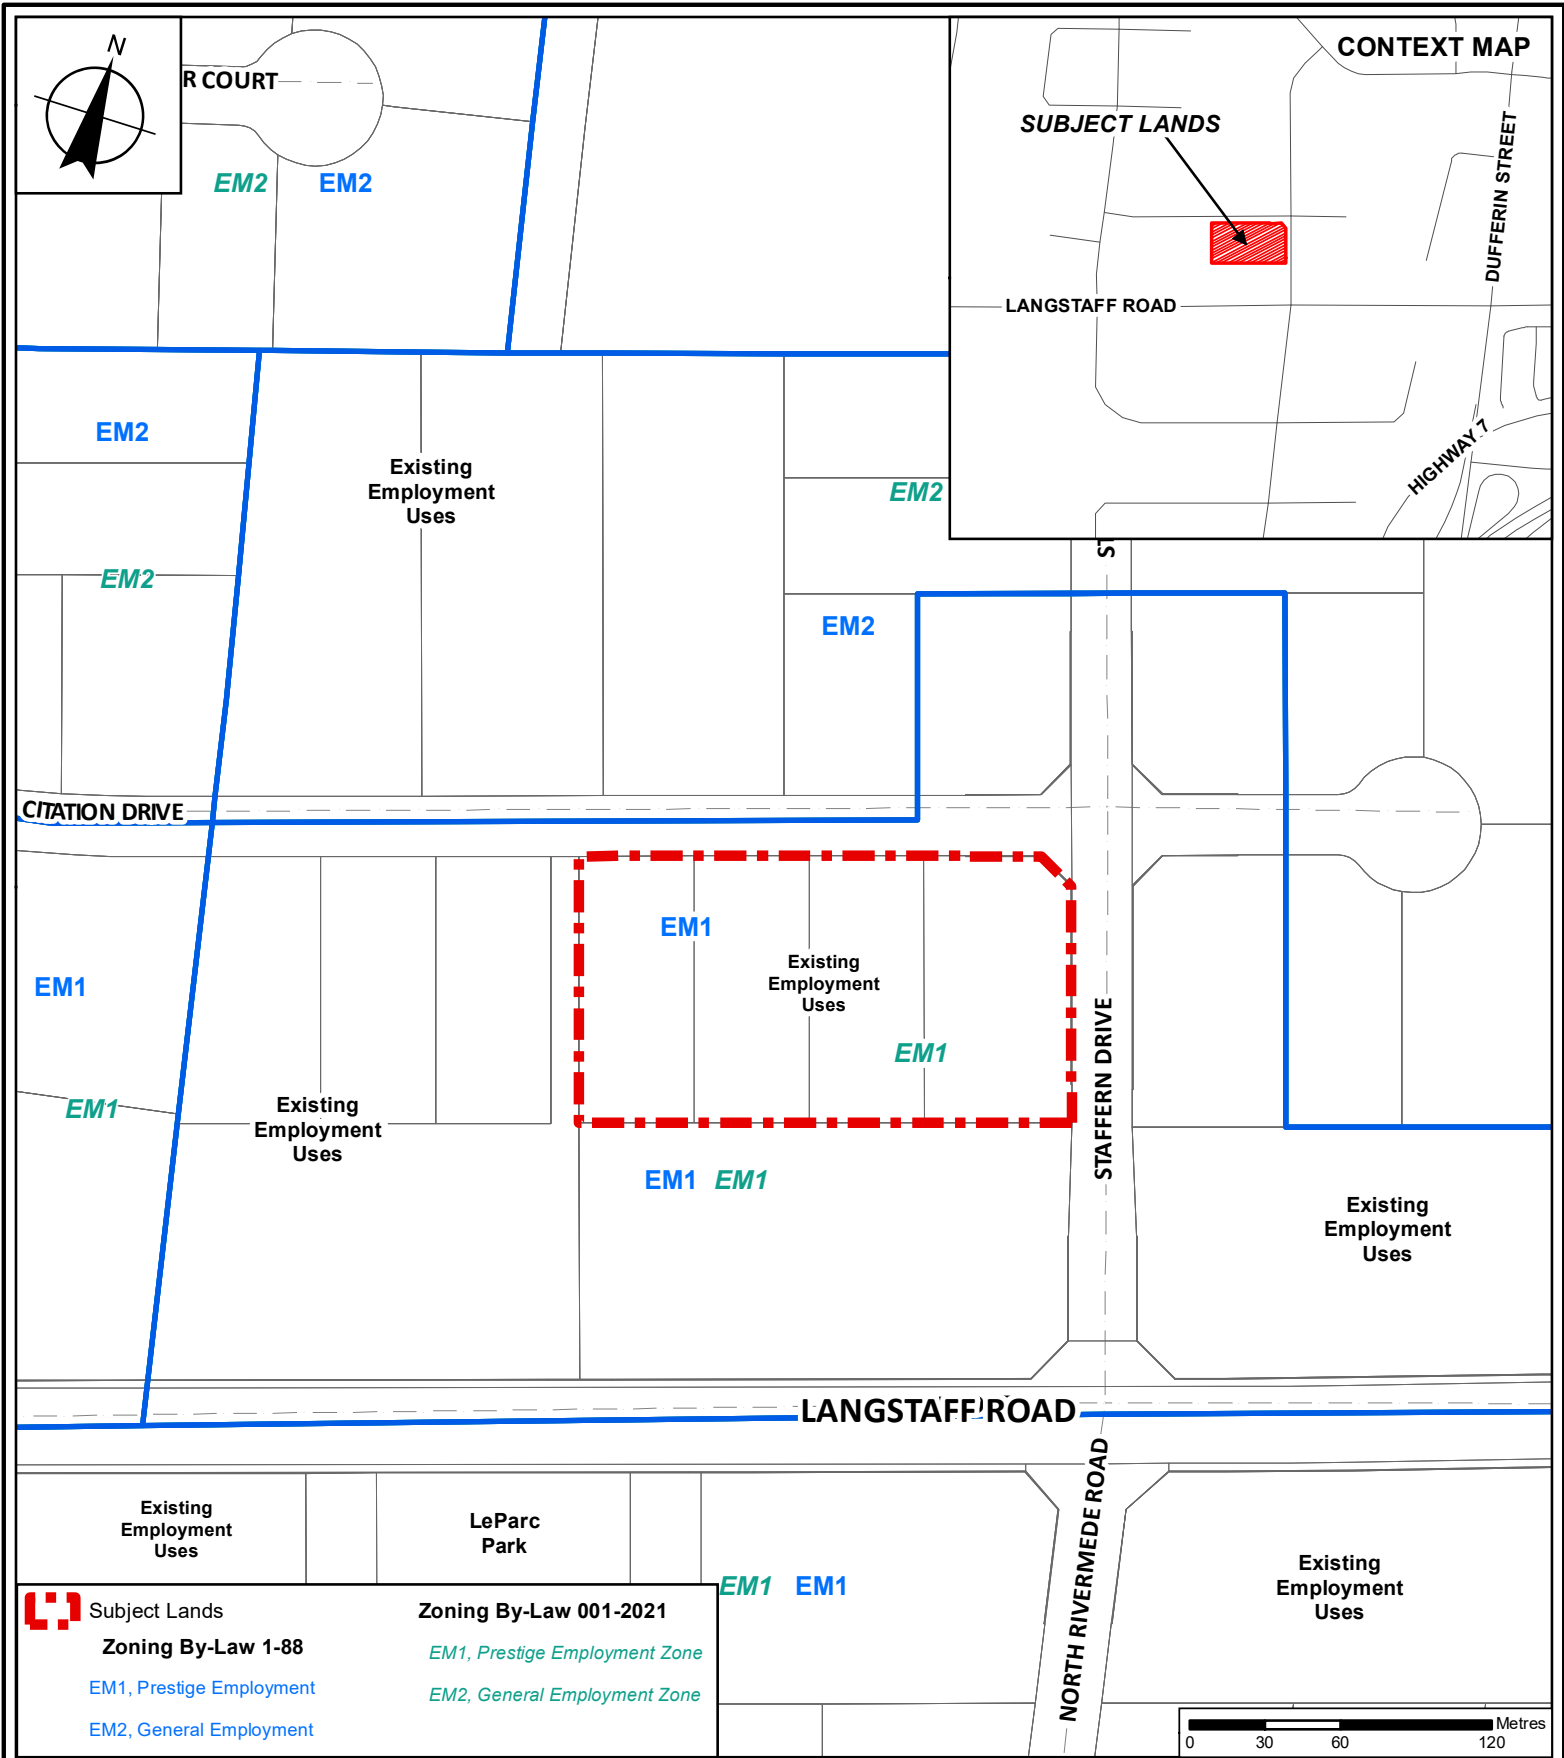 N
R COURT
CONTEXT MAP
SUBJECT LANDS
DUFFERIN STREET
LANGSTAFF ROAD
HIGHWAY 7
EM2 EM2
EM2
Existing
Employment
Uses
EM2
EM2
EM2
CITATION DRIVE
EM1
Existing
Employment
Uses
EM1
EM1
EM1
Existing
Employment
Uses
STAFFERN DRIVE
EM1 EM1
Existing
Employment
Uses
LANGSTAFF ROAD
NORTH RIVERMEDE ROAD
Existing
Employment
Uses
LeParc
Park
EM1 EM1
Existing
Employment
Uses
Subject Lands
Zoning By-Law 1-88
EM1, Prestige Employment
EM2, General Employment
Zoning By-Law 001-2021
EM1, Prestige Employment Zone
EM2, General Employment Zone
Metres
0 30 60 120